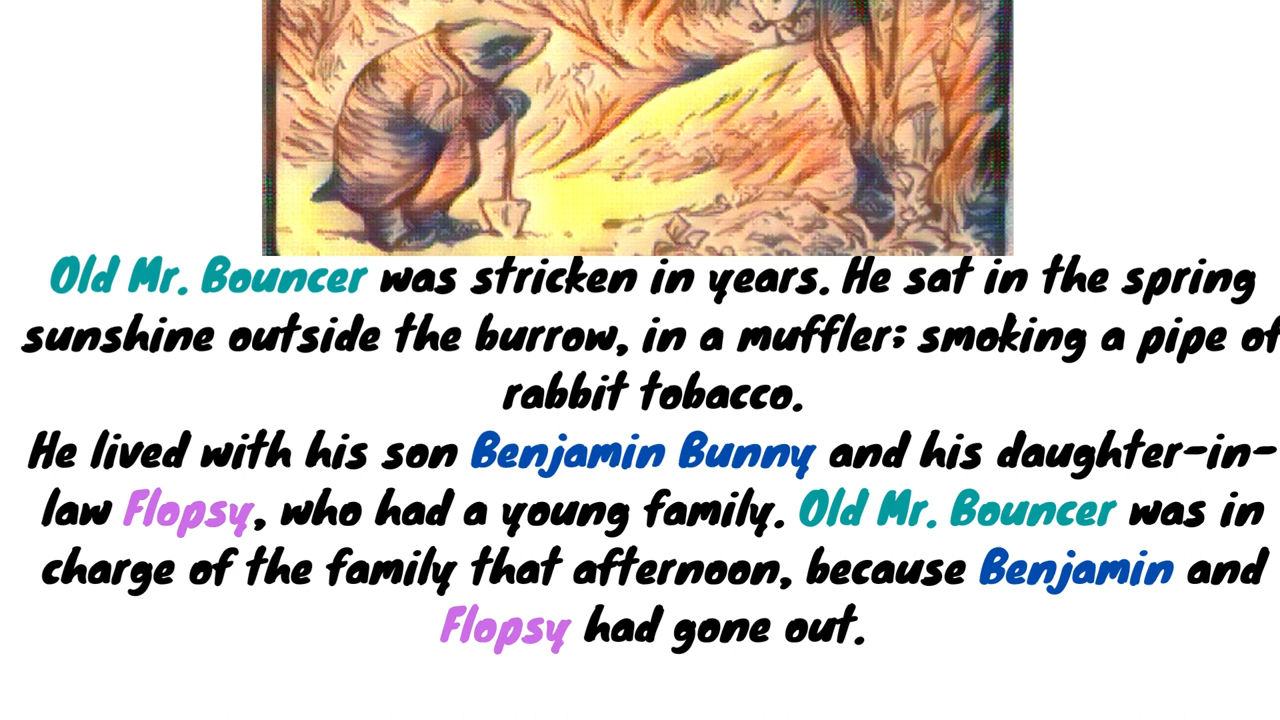 Old Mr. Bouncer was stricken in years. He sat in the spring
sunshine outside the burrow, in a muffler; smoking a pipe of
rabbit tobacco.
He lived with his son Benjamin Bunny and his daughter-in-
law Flopsy, who had a young family. Old Mr. Bouncer was in
charge of the family that afternoon, because Benjamin and
Flopsy had gone out.